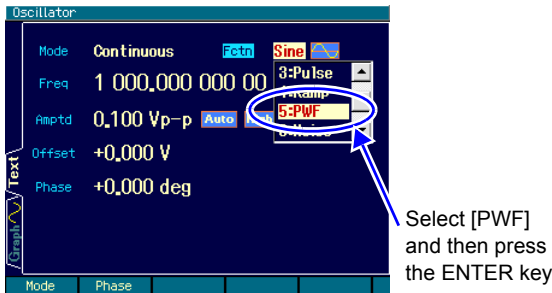 Oscillator
Mode Continuous Fctn Sine
Freq 1 000.000 000 00
3:Pulse
5:PWF
Amptd 0.100 Vp-p Auto
Offset +0.000 V
Phase +0.000 deg
Text
Graph
Select [PWF]
and then press
the ENTER key
Mode Phase